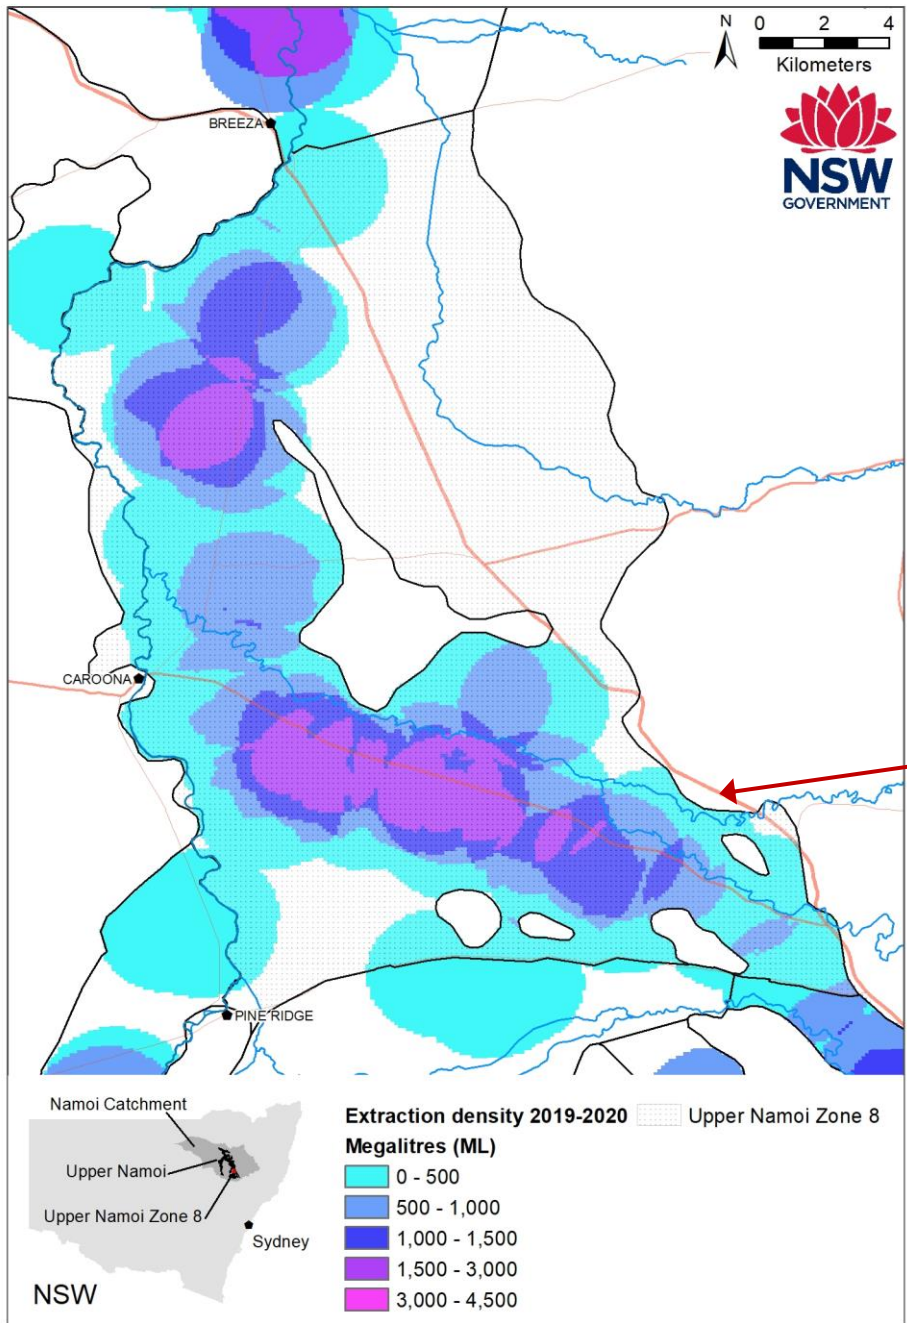 N
0 2 4
Kilometers
NSW
GOVERNMENT
BREEZA
CAROONA
PINE RIDGE
Namoi Catchment
Upper Namoi
Upper Namoi Zone 8
Sydney
NSW
Extraction density 2019-2020
Upper Namoi Zone 8
Megalitres (ML)
0 - 500
500 - 1,000
1,000 - 1,500
1,500 - 3,000
3,000 - 4,500